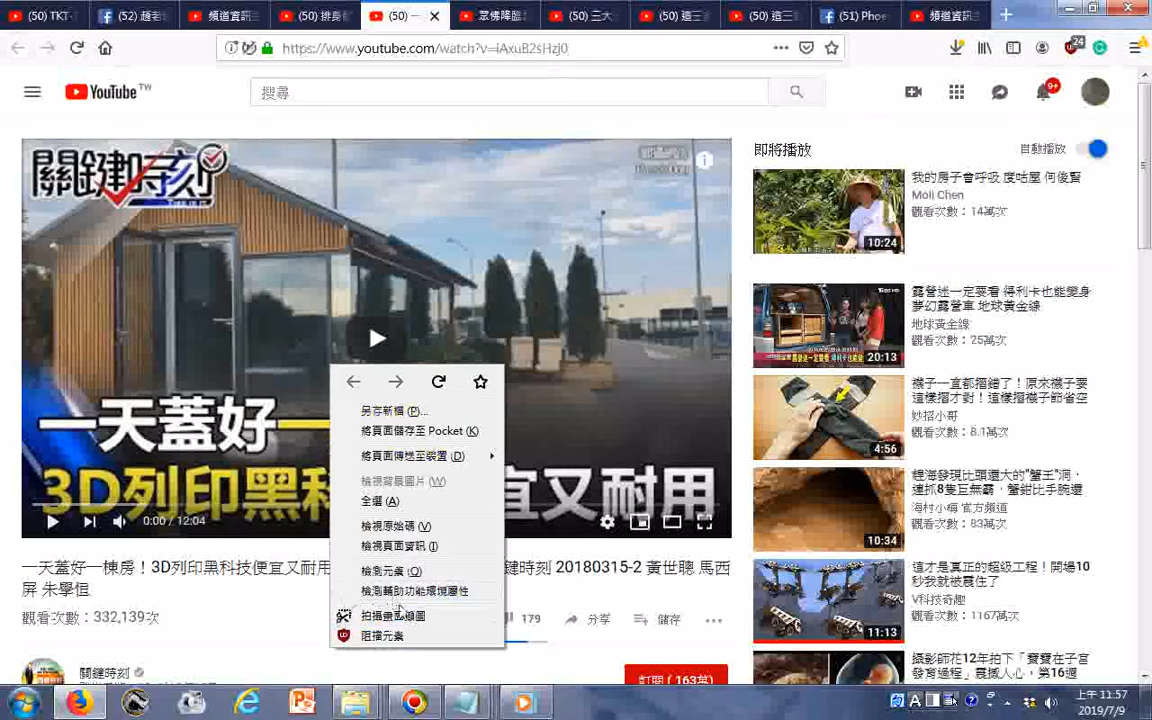 (50) TKT-
(52) 趙老
頻道資訊
(50) 排身
(50) 一
眾佛降臨
(50) 三大
(50) 這三
(50) 這三
(51) Phoe
頻道資訊
https://www.youtube.com/watch?v=iAxuB2sHzJ0
24
YouTube TW
搜尋
9+
關鍵時刻
一天蓋好一
3D列印黑科
宜又耐用
0:00 / 12:04
另存新檔 (P)...
將頁面儲存至 Pocket (K)
將頁面傳送至裝置 (D)
檢視背景圖片 (W)
全選 (A)
檢視原始碼 (V)
檢視頁面資訊 (I)
檢測元素 (Q)
檢測輔助功能環境屬性
拍攝畫面擷圖
阻擋元素
一天蓋好一棟房！3D列印黑科技便宜又耐用
鍵時刻 20180315-2 黃世聰 馬西
屏 朱學恒
觀看次數：332,139次
179
分享
儲存
關鍵時刻
訂閱 (163萬)
即將播放
自動播放
我的房子會呼吸 度咕屋 何俊賢
Moli Chen
觀看次數：14萬次
10:24
露營迷一定要看 得利卡也能變身
夢幻露營車 地球黃金線
地球黃金線
觀看次數：25萬次
20:13
襪子一直都摺錯了！原來襪子要
這樣摺才對！這樣摺襪子節省空
妙招小哥
觀看次數：8.1萬次
4:56
趕海發現比頭還大的"蟹王"洞，
連抓8隻巨無霸，蟹鉗比手腕還
海村小梅 官方頻道
觀看次數：93萬次
10:34
這才是真正的超級工程！開場10
秒我就被震住了
V科技奇趣
觀看次數：1167萬次
11:13
攝影師花12年拍下「寶寶在子宮
發育過程」震撼人心，第16週
上午 11:57
2019/7/9